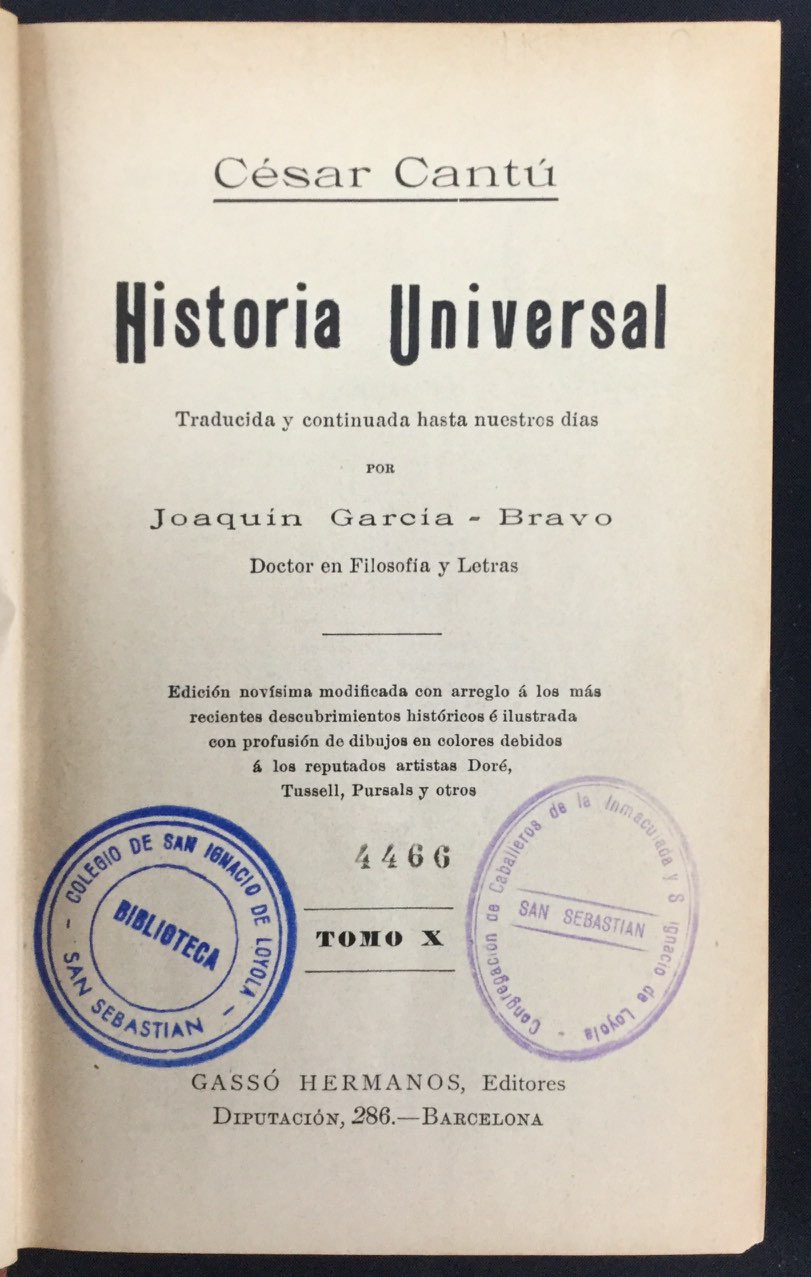 César Cantú
Historia Universal
Traducida y continuada hasta nuestros días
POR
Joaquín García - Bravo
Doctor en Filosofía y Letras
Edición novísima modificada con arreglo á los más
recientes descubrimientos históricos é ilustrada
con profusión de dibujos en colores debidos
á los reputados artistas Doré,
Tussell, Pursals y otros
4466
TOMO X
COLEGIO DE SAN IGNACIO DE LOYOLA
BIBLIOTECA
SAN SEBASTIAN
Congregación de Caballeros de la Inmaculada y S Ignacio de Loyola
SAN SEBASTIAN
GASSÓ HERMANOS, Editores
DIPUTACIÓN, 286.—BARCELONA